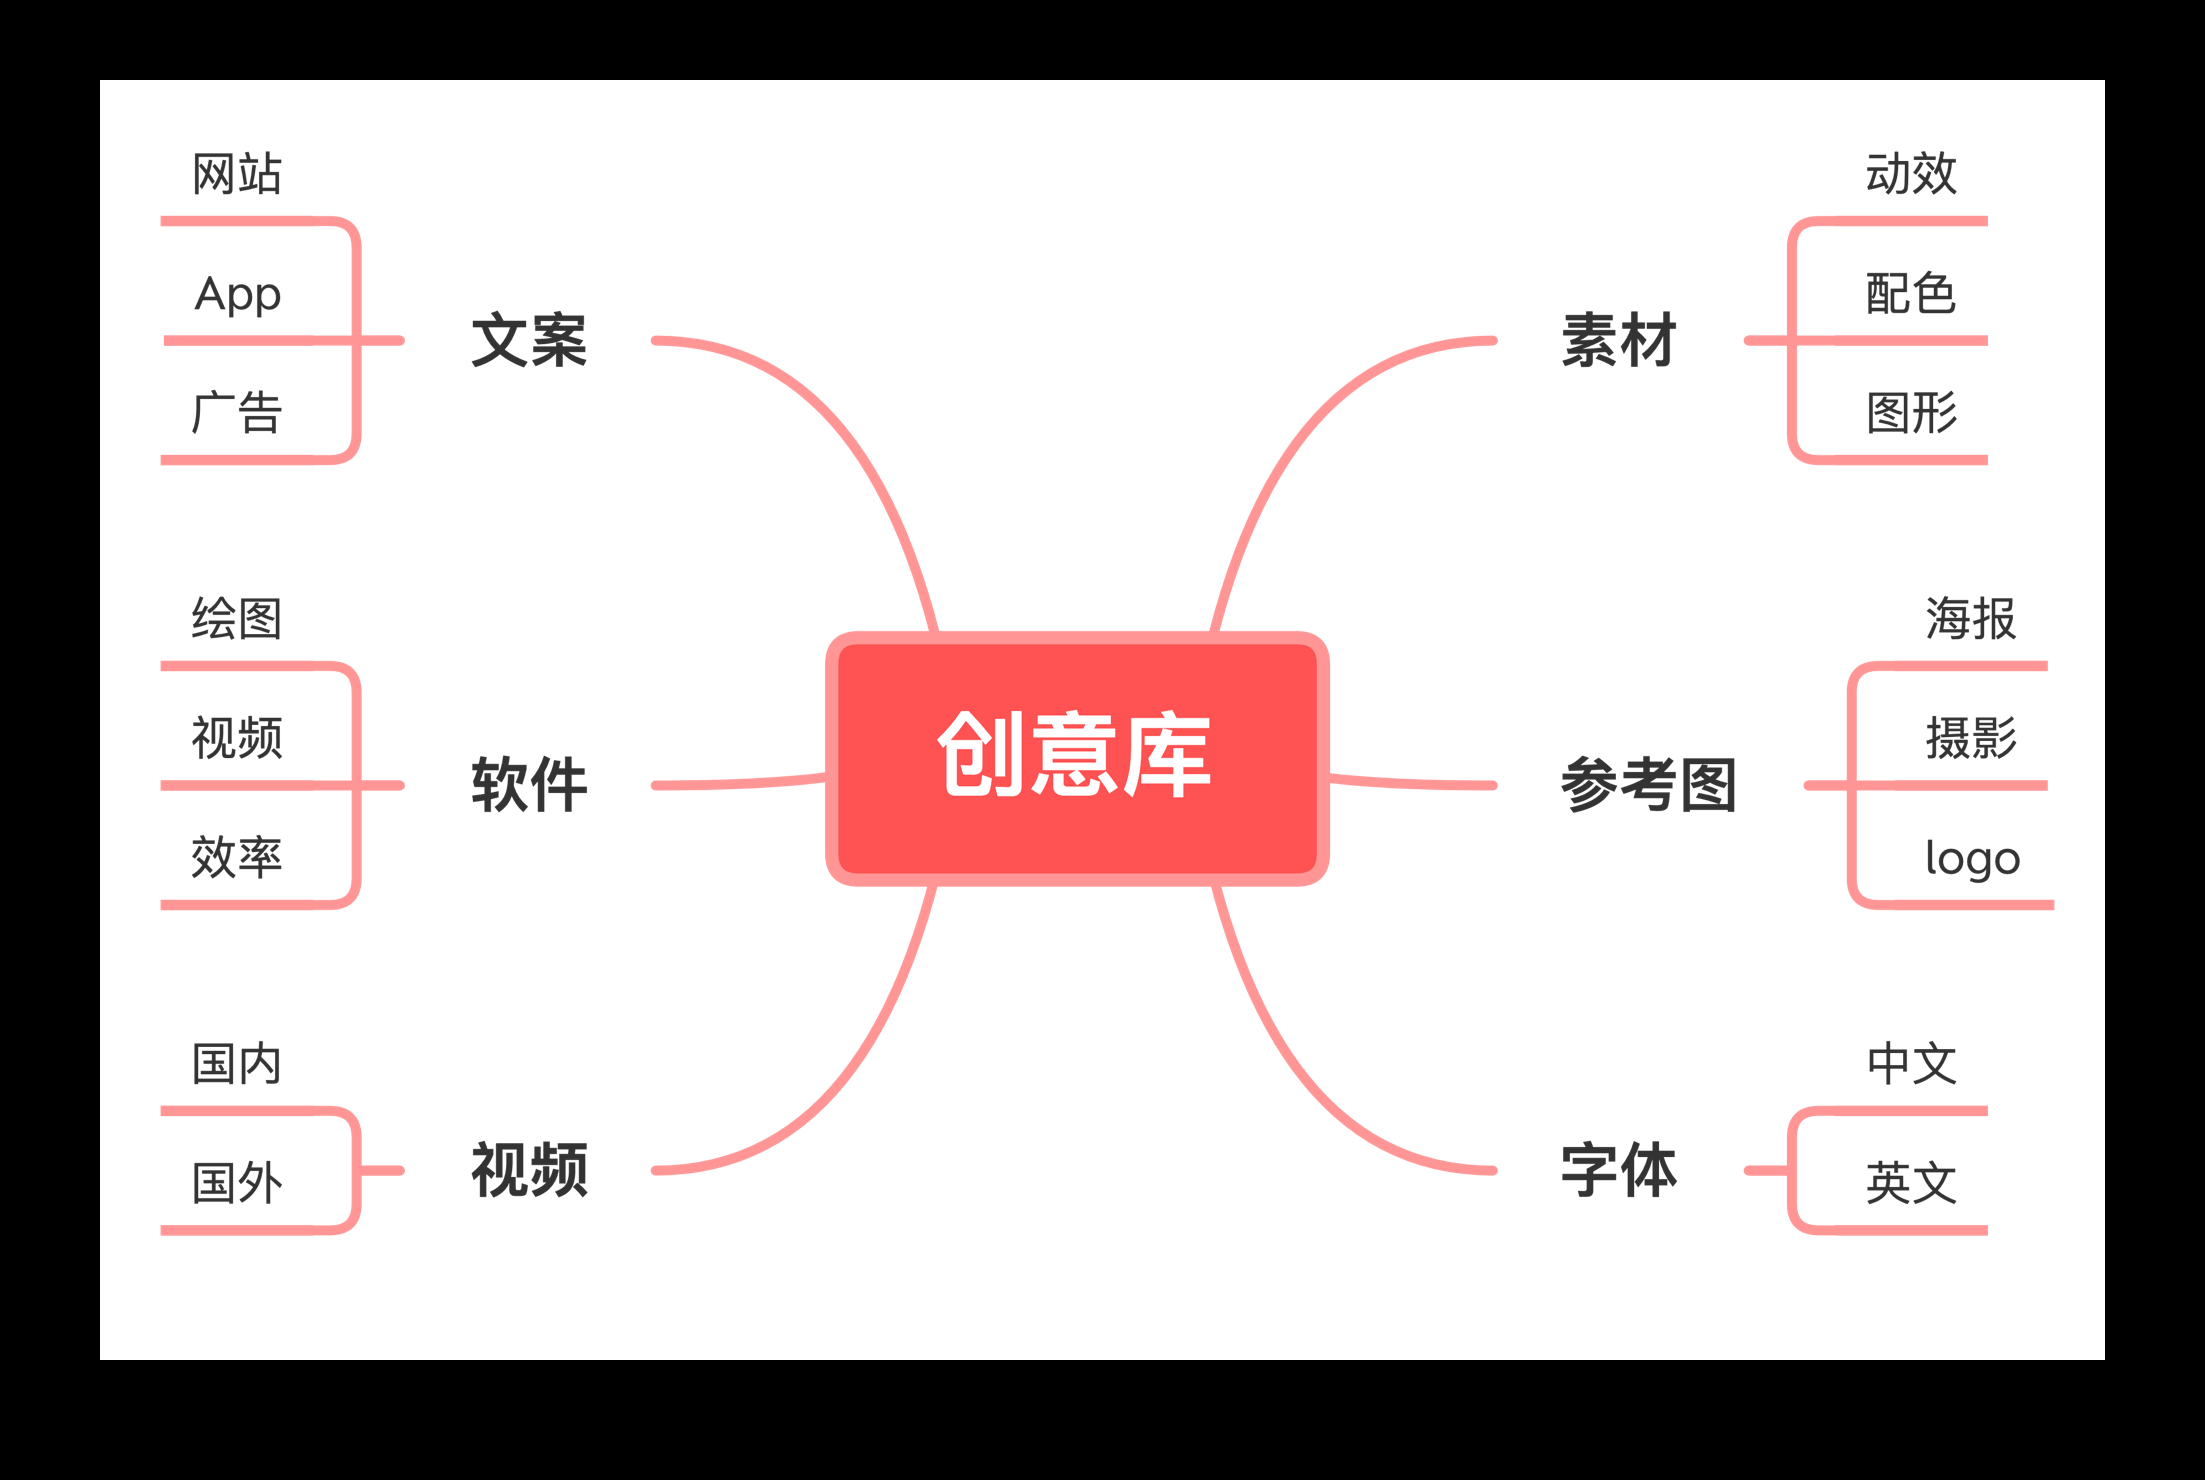 网站
App
广告
文案
绘图
视频
效率
软件
国内
国外
视频
创意库
素材
动效
配色
图形
参考图
海报
摄影
logo
字体
中文
英文